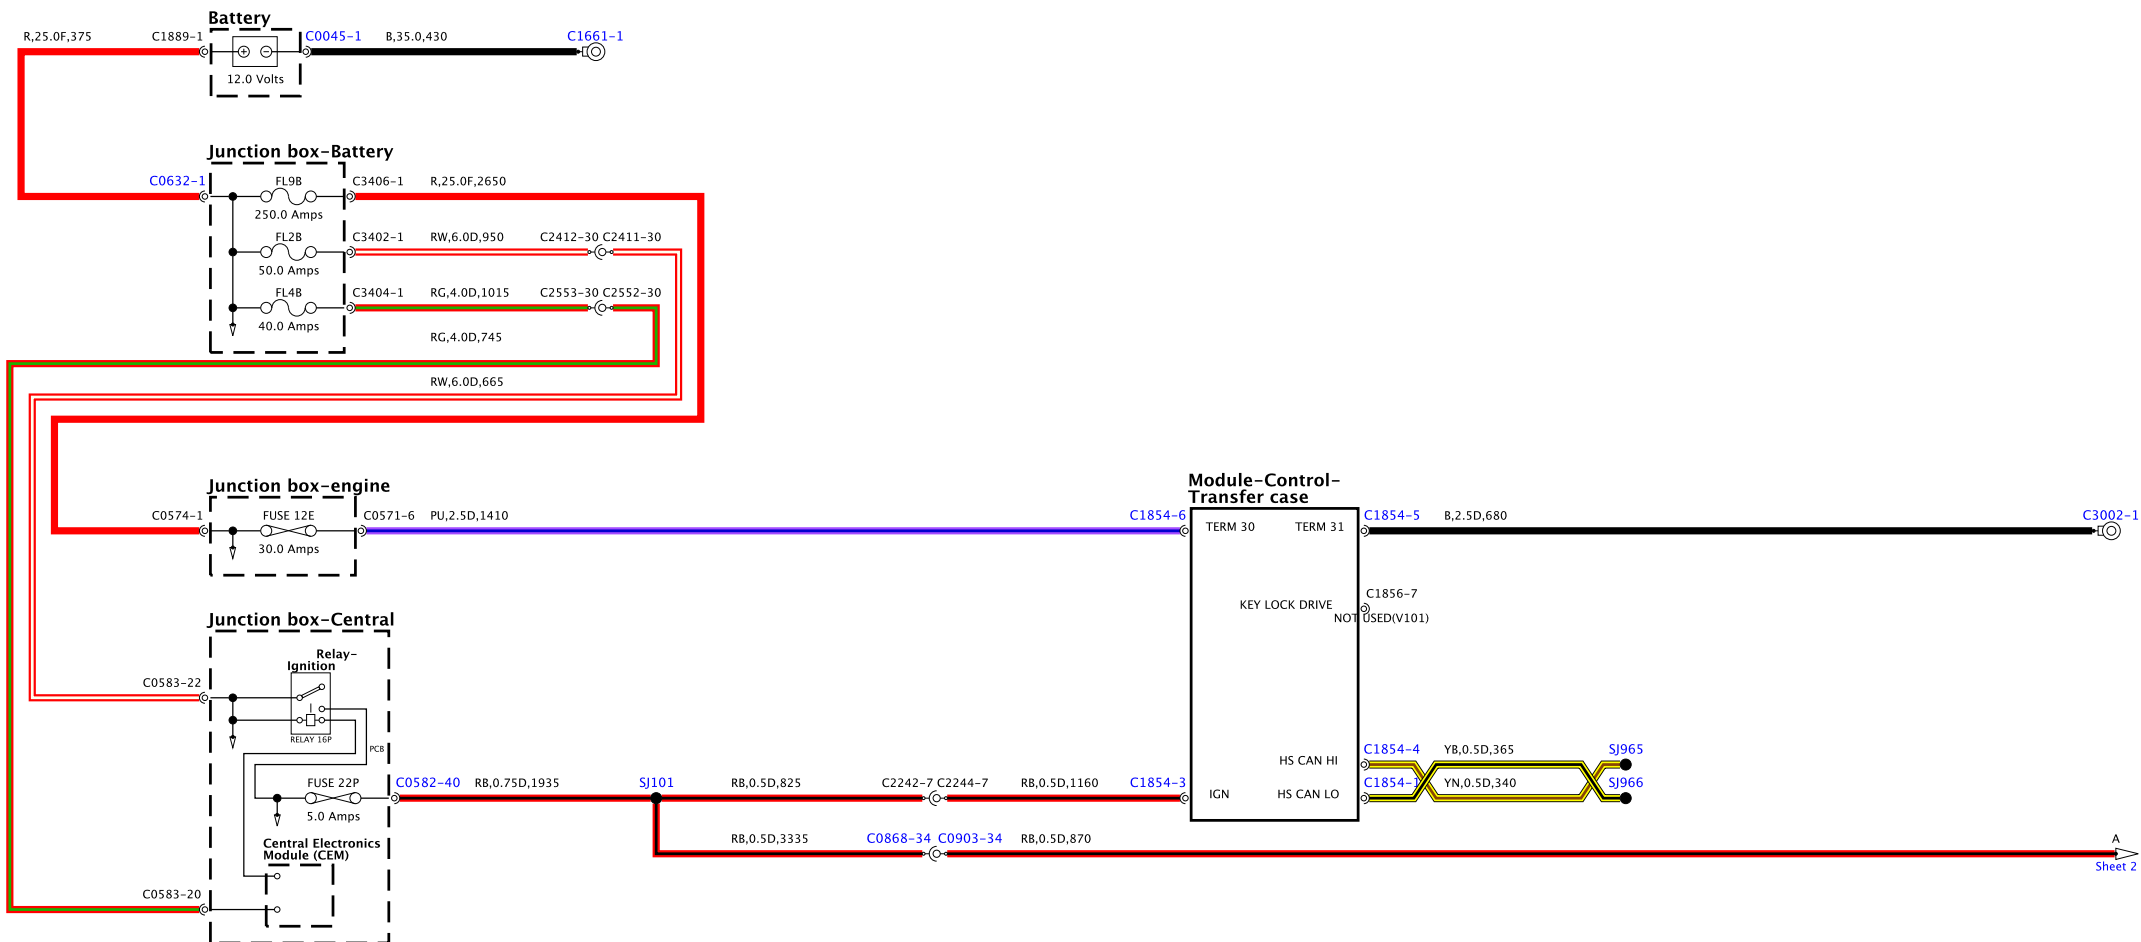 Battery
R,25.0F,375
C1889-1
C0045-1
B,35.0,430
C1661-1
12.0 Volts
Junction box-Battery
C0632-1
FL9B
C3406-1
R,25.0F,2650
250.0 Amps
FL2B
C3402-1
RW,6.0D,950
C2412-30
C2411-30
50.0 Amps
FL4B
C3404-1
RG,4.0D,1015
C2553-30
C2552-30
40.0 Amps
RG,4.0D,745
RW,6.0D,665
Junction box-engine
C0574-1
FUSE 12E
C0571-6
PU,2.5D,1410
30.0 Amps
Module-Control-
Transfer case
C1854-6
TERM 30
TERM 31
C1854-5
B,2.5D,680
C3002-1
KEY LOCK DRIVE
C1856-7
NOT USED(V101)
Junction box-Central
Relay-
Ignition
C0583-22
RELAY 16P
PCB
FUSE 22P
5.0 Amps
C0582-40
RB,0.75D,1935
SJ101
RB,0.5D,825
C2242-7
C2244-7
RB,0.5D,1160
C1854-3
IGN
HS CAN HI
C1854-4
YB,0.5D,365
SJ965
HS CAN LO
C1854-1
YN,0.5D,340
SJ966
RB,0.5D,3335
C0868-34
C0903-34
RB,0.5D,870
A
Sheet 2
Central Electronics
Module (CEM)
C0583-20